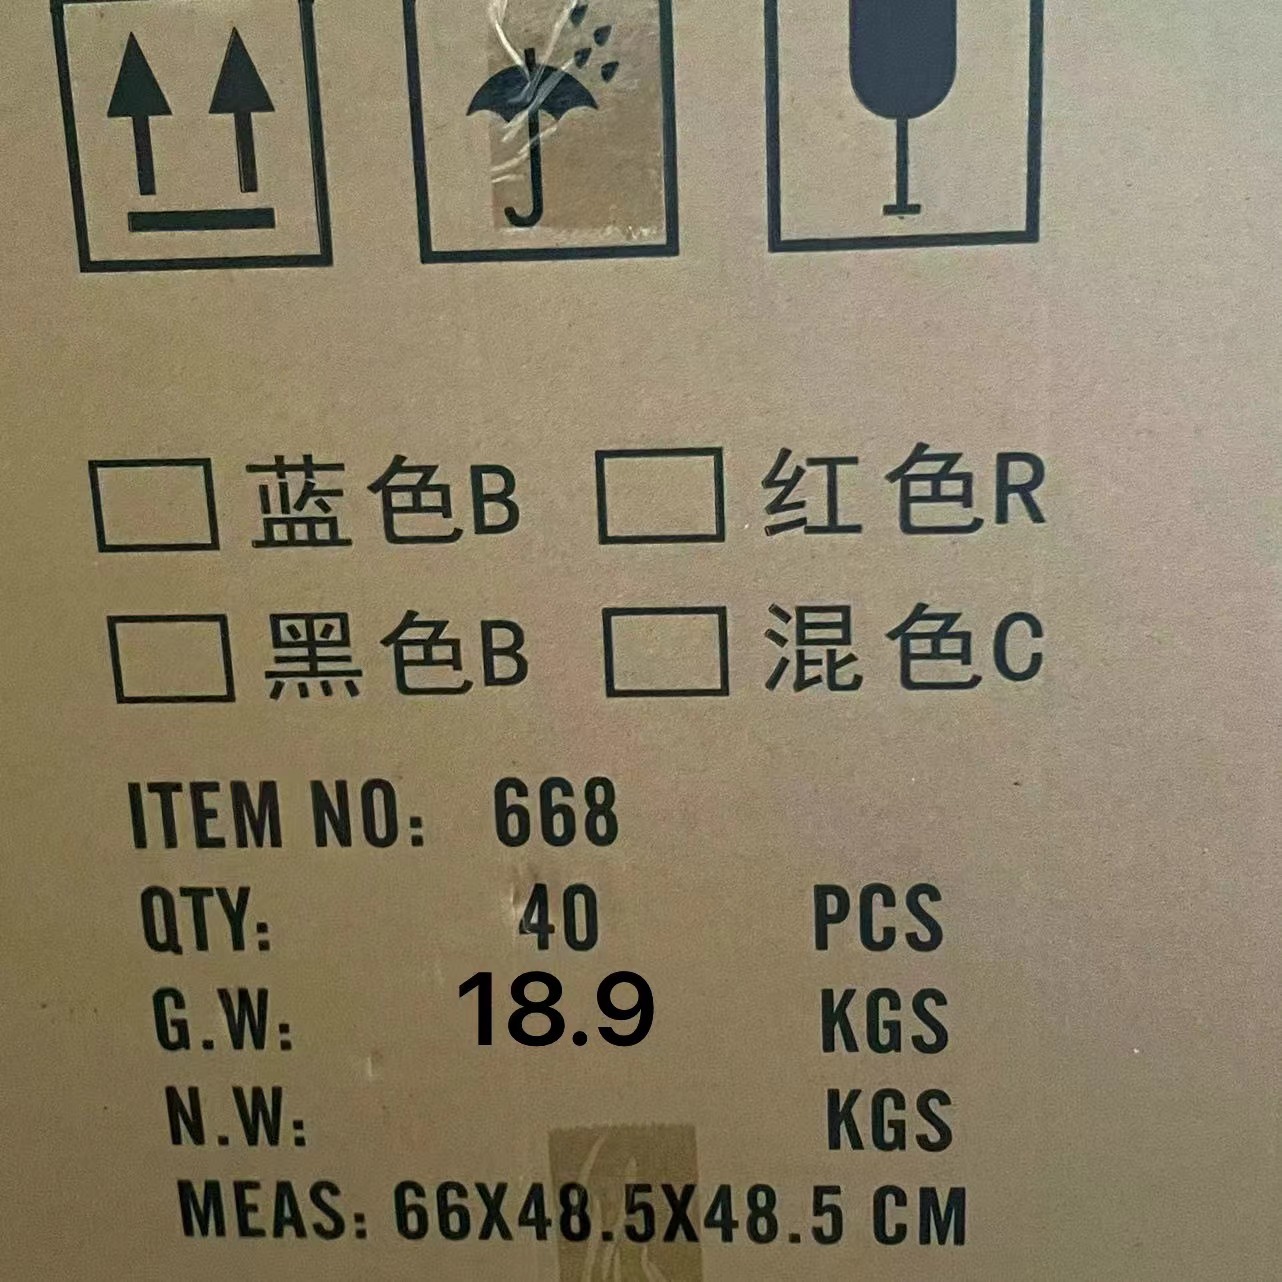 蓝色B 红色R
黑色B 混色C
ITEM NO: 668
QTY: 40 PCS
G.W: 18.9 KGS
N.W: KGS
MEAS: 66X48.5X48.5 CM